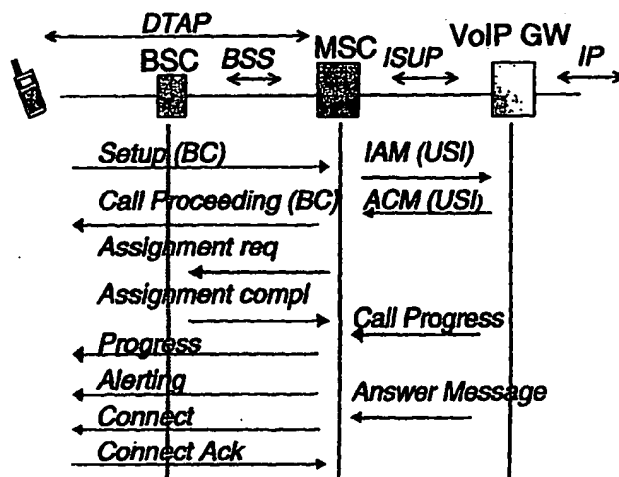 DTAP
BSC BSS MSC ISUP VoIP GW IP
Setup (BC) IAM (USI)
Call Proceeding (BC) ACM (USI)
Assignment req
Assignment compl Call Progress
Progress
Alerting Answer Message
Connect
Connect Ack